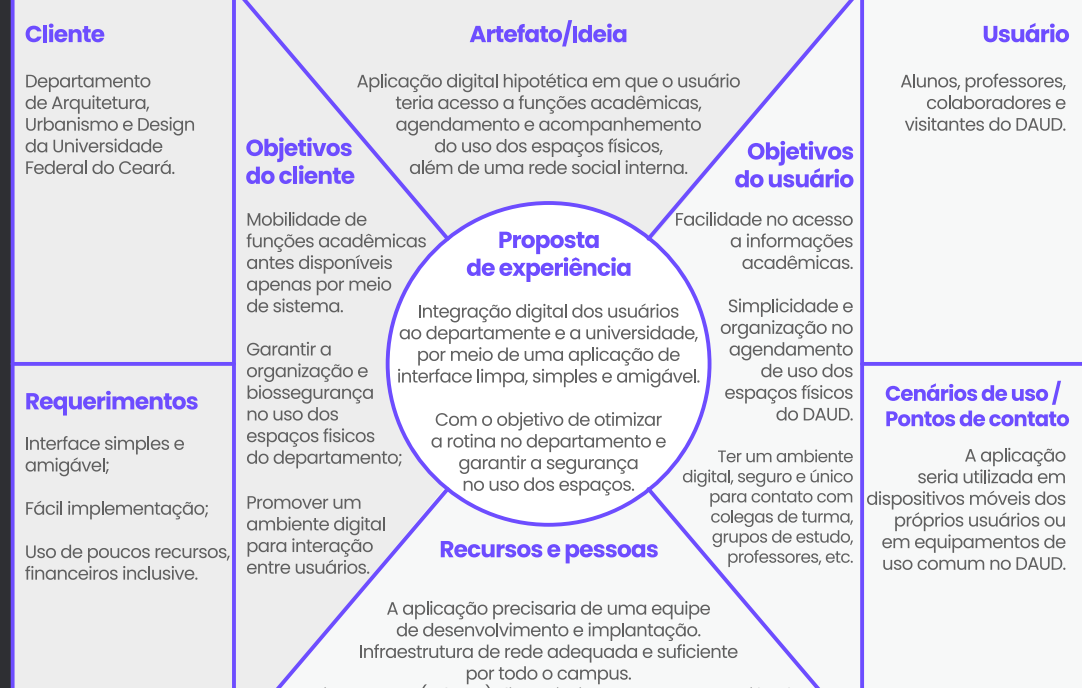 Cliente
Departamento
de Arquitetura,
Urbanismo e Design
da Universidade
Federal do Ceará.
Requerimentos
Interface simples e
amigável;
Fácil implementação;
Uso de poucos recursos,
financeiros inclusive.
Objetivos
do cliente
Mobilidade de
funções acadêmicas
antes disponíveis
apenas por meio
de sistema.
Garantir a
organização e
biossegurança
no uso dos
espaços fisicos
do departamento;
Promover um
ambiente digital
para interação
entre usuários.
Artefato/Ideia
Aplicação digital hipotética em que o usuário
teria acesso a funções acadêmicas,
agendamento e acompanhemento
do uso dos espaços físicos,
além de uma rede social interna.
Proposta
de experiência
Integração digital dos usuários
ao departamente e a universidade,
por meio de uma aplicação de
interface limpa, simples e amigável.
Com o objetivo de otimizar
a rotina no departamento e
garantir a segurança
no uso dos espaços.
Recursos e pessoas
A aplicação precisaria de uma equipe
de desenvolvimento e implantação.
Infraestrutura de rede adequada e suficiente
por todo o campus.
Objetivos
do usuário
Facilidade no acesso
a informações
acadêmicas.
Simplicidade e
organização no
agendamento
de uso dos
espaços físicos
do DAUD.
Ter um ambiente
digital, seguro e único
para contato com
colegas de turma,
grupos de estudo,
professores, etc.
Usuário
Alunos, professores,
colaboradores e
visitantes do DAUD.
Cenários de uso /
Pontos de contato
A aplicação
seria utilizada em
dispositivos móveis dos
próprios usuários ou
em equipamentos de
uso comum no DAUD.